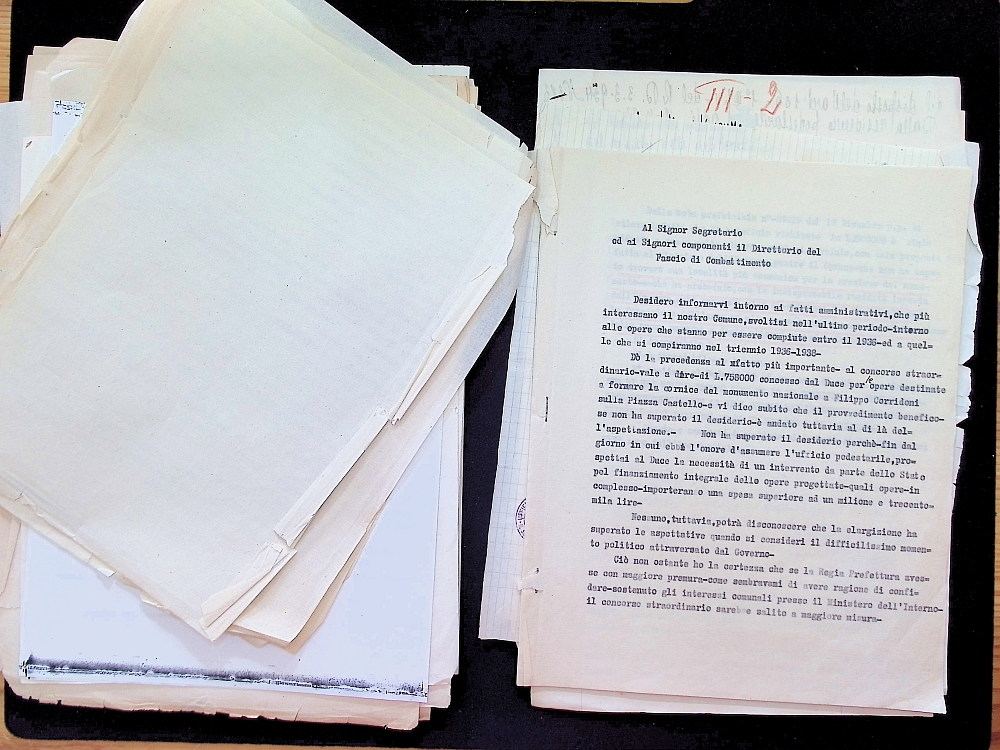 III-2
Al Signor Segretario
ed ai Signori componenti il Direttorio del
Fascio di Combattimento
Desidero informarvi intorno ai fatti amministrativi,che più
interessano il nostro Comune,svoltisi nell'ultimo periodo-intorno
alle opere che stanno per essere compiute entro il 1936-ed a quel=
le che si compiranno nel triennio 1936-1938-
Dò la precedenza al xfatto più importante- al concorso straor=
dinario-vale a dire-di L.758000 concesso dal Duce per le opere destinate
a formare la cornice del monumento nazionale a Filippo Corridoni
sulla Piazza Castello-e vi dico subito che il provvedimento benefico-
se non ha superato il desiderio-è andato tuttavia al di là del=
l'aspettazione.- Non ha superato il desiderio perchè-fin dal
giorno in cui ebbi l'onore d'assumere l'ufficio podestarile,pro=
spettai al Duce la necessità di un intervento da parte dello Stato
pel finanziamento integrale delle opere progettate-quali opere-in
complesso-importeran o una spesa superiore ad un milione e trecento=
mila lire-
Nessuno,tuttavia,potrà disconoscere che la elargizione ha
superato le aspettative quando si consideri il difficilissimo momen=
to politico attraversato dal Governo-
Ciò non ostante ho la certezza che se la Regia Prefettura aves=
se con maggiore premura-come sembravami di avere ragione di confi=
dare-sostenuto gli interessi comunali presso il Ministero dell'Interno-
il concorso straordinario sarebbe salito a maggiore misura-